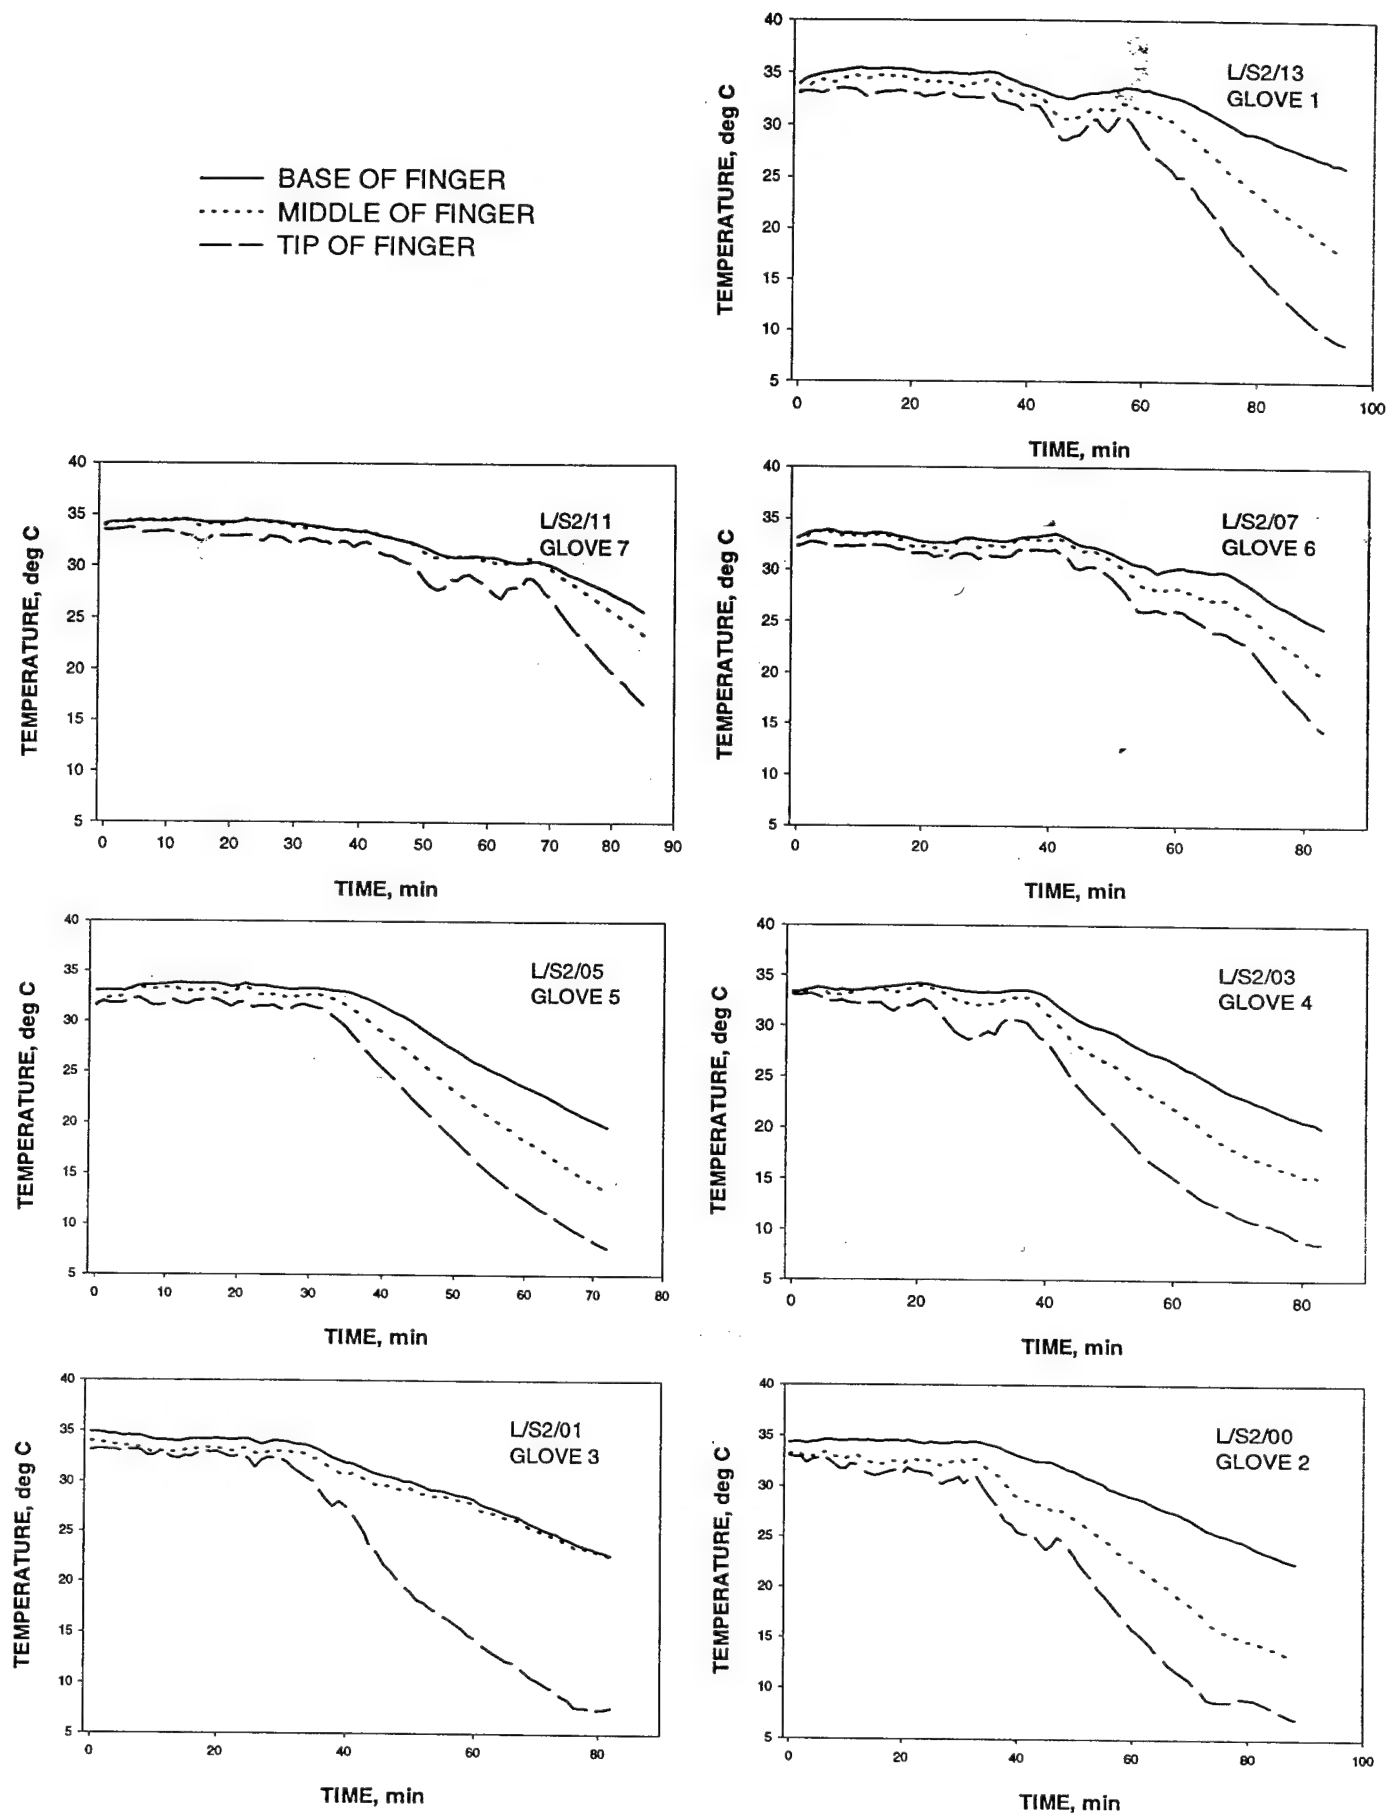 BASE OF FINGER
MIDDLE OF FINGER
TIP OF FINGER
TEMPERATURE, deg C
40
35
30
25
20
15
10
5
L/S2/13
GLOVE 1
0 20 40 60 80 100
TIME, min
TEMPERATURE, deg C
40
35
30
25
20
15
10
5
L/S2/11
GLOVE 7
0 10 20 30 40 50 60 70 80 90
TIME, min
TEMPERATURE, deg C
40
35
30
25
20
15
10
5
L/S2/07
GLOVE 6
0 20 40 60 80
TIME, min
TEMPERATURE, deg C
40
35
30
25
20
15
10
5
L/S2/05
GLOVE 5
0 10 20 30 40 50 60 70 80
TIME, min
TEMPERATURE, deg C
40
35
30
25
20
15
10
5
L/S2/03
GLOVE 4
0 20 40 60 80
TIME, min
TEMPERATURE, deg C
40
35
30
25
20
15
10
5
L/S2/01
GLOVE 3
0 20 40 60 80
TIME, min
TEMPERATURE, deg C
40
35
30
25
20
15
10
5
L/S2/00
GLOVE 2
0 20 40 60 80 100
TIME, min